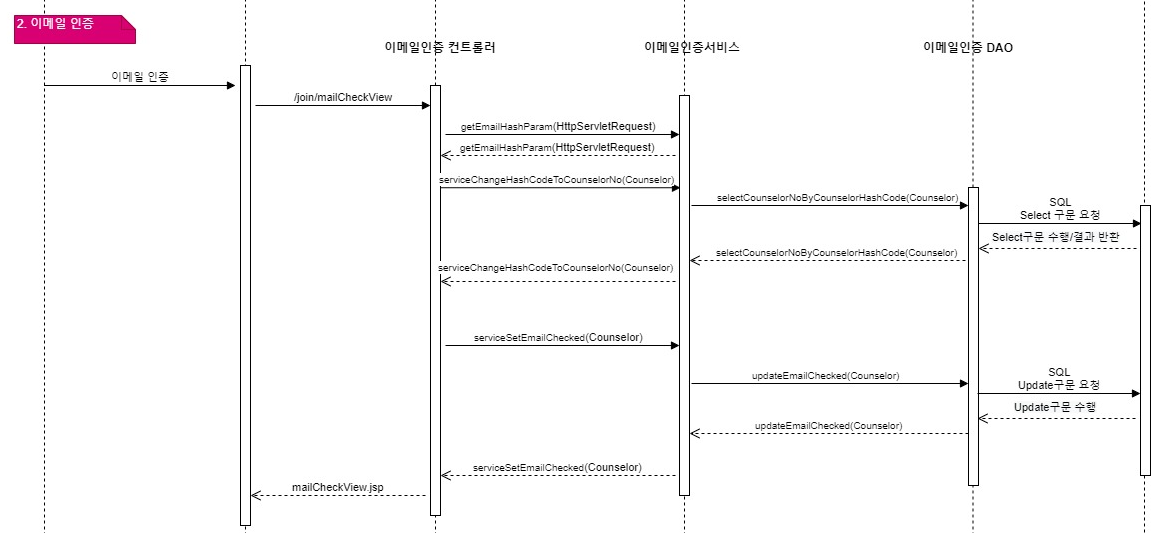 2. 이메일 인증
이메일인증 컨트롤러
이메일인증서비스
이메일인증 DAO
이메일 인증
/join/mailCheckView
getEmailHashParam(HttpServletRequest)
getEmailHashParam(HttpServletRequest)
serviceChangeHashCodeToCounselorNo(Counselor)
selectCounselorNoByCounselorHashCode(Counselor)
SQL
Select 구문 요청
Select구문 수행/결과 반환
selectCounselorNoByCounselorHashCode(Counselor)
serviceChangeHashCodeToCounselorNo(Counselor)
serviceSetEmailChecked(Counselor)
updateEmailChecked(Counselor)
SQL
Update구문 요청
Update구문 수행
updateEmailChecked(Counselor)
serviceSetEmailChecked(Counselor)
mailCheckView.jsp